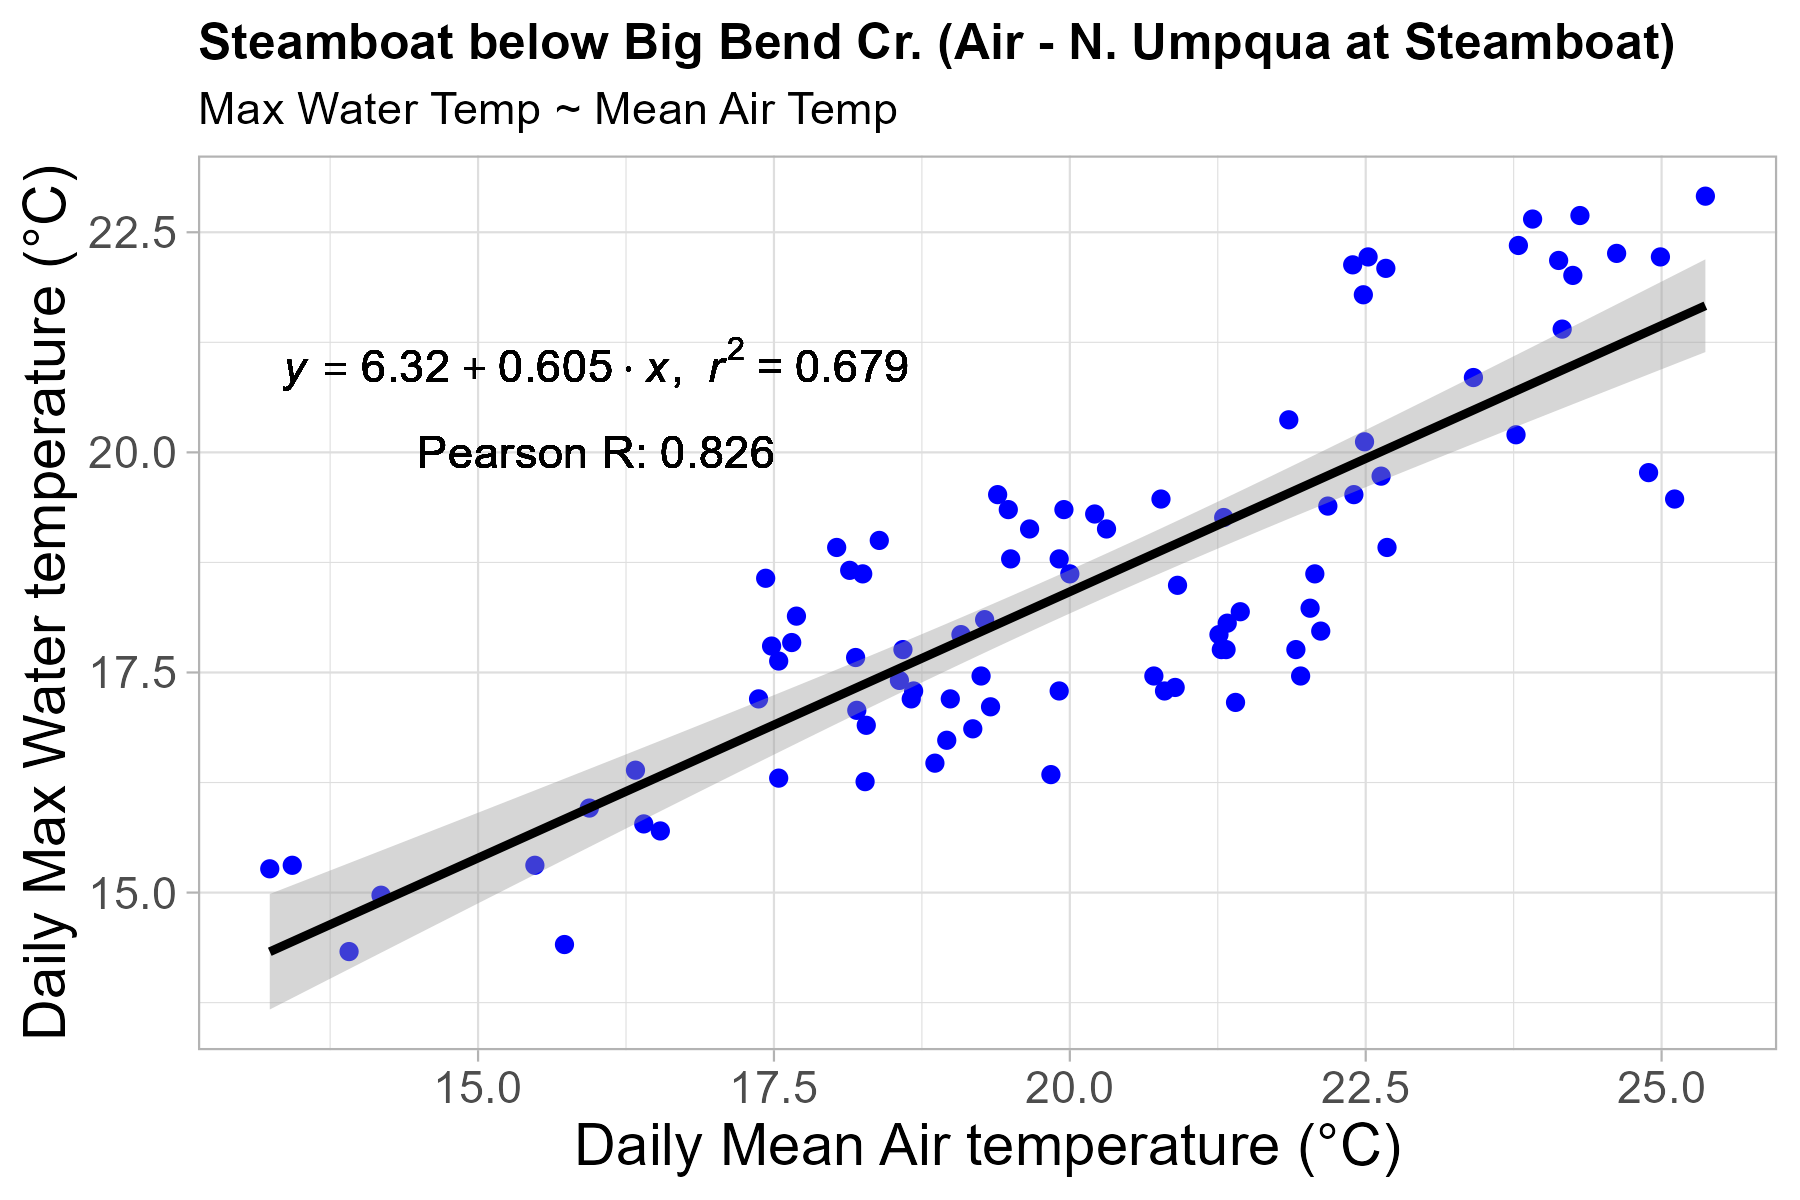 Steamboat below Big Bend Cr. (Air - N. Umpqua at Steamboat)
Max Water Temp ~ Mean Air Temp
Daily Max Water temperature (°C)
22.5
20.0
17.5
15.0
y = 6.32 + 0.605 · x,  r² = 0.679
Pearson R: 0.826
15.0 17.5 20.0 22.5 25.0
Daily Mean Air temperature (°C)